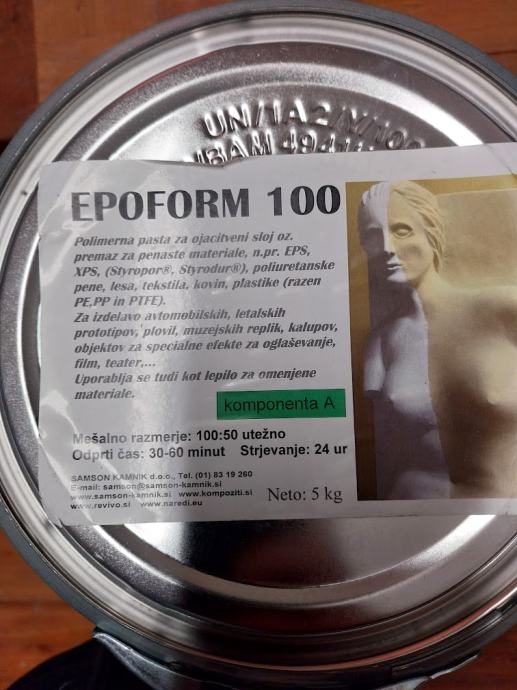 UN/1A2/Y/100
/BAM 494
EPOFORM 100
Polimerna pasta za ojacitveni sloj oz.
premaz za penaste materiale, n.pr. EPS,
XPS, (Styropor®, Styrodur®), poliuretanske
pene, lesa, tekstila, kovin, plastike (razen
PE,PP in PTFE).
Za izdelavo avtomobilskih, letalskih
prototipov, plovil, muzejskih replik, kalupov,
objektov za specialne efekte za oglaševanje,
film, teater,...
Uporablja se tudi kot lepilo za omenjene
materiale.
komponenta A
Mešalno razmerje: 100:50 utežno
Odprti čas: 30-60 minut Strjevanje: 24 ur
SAMSON KAMNIK d.o.o., Tel. (01) 83 19 260
E-mail: samson@samson-kamnik.si
www.samson-kamnik.si www.kompoziti.si
www.revivo.si www.naredi.eu
Neto: 5 kg